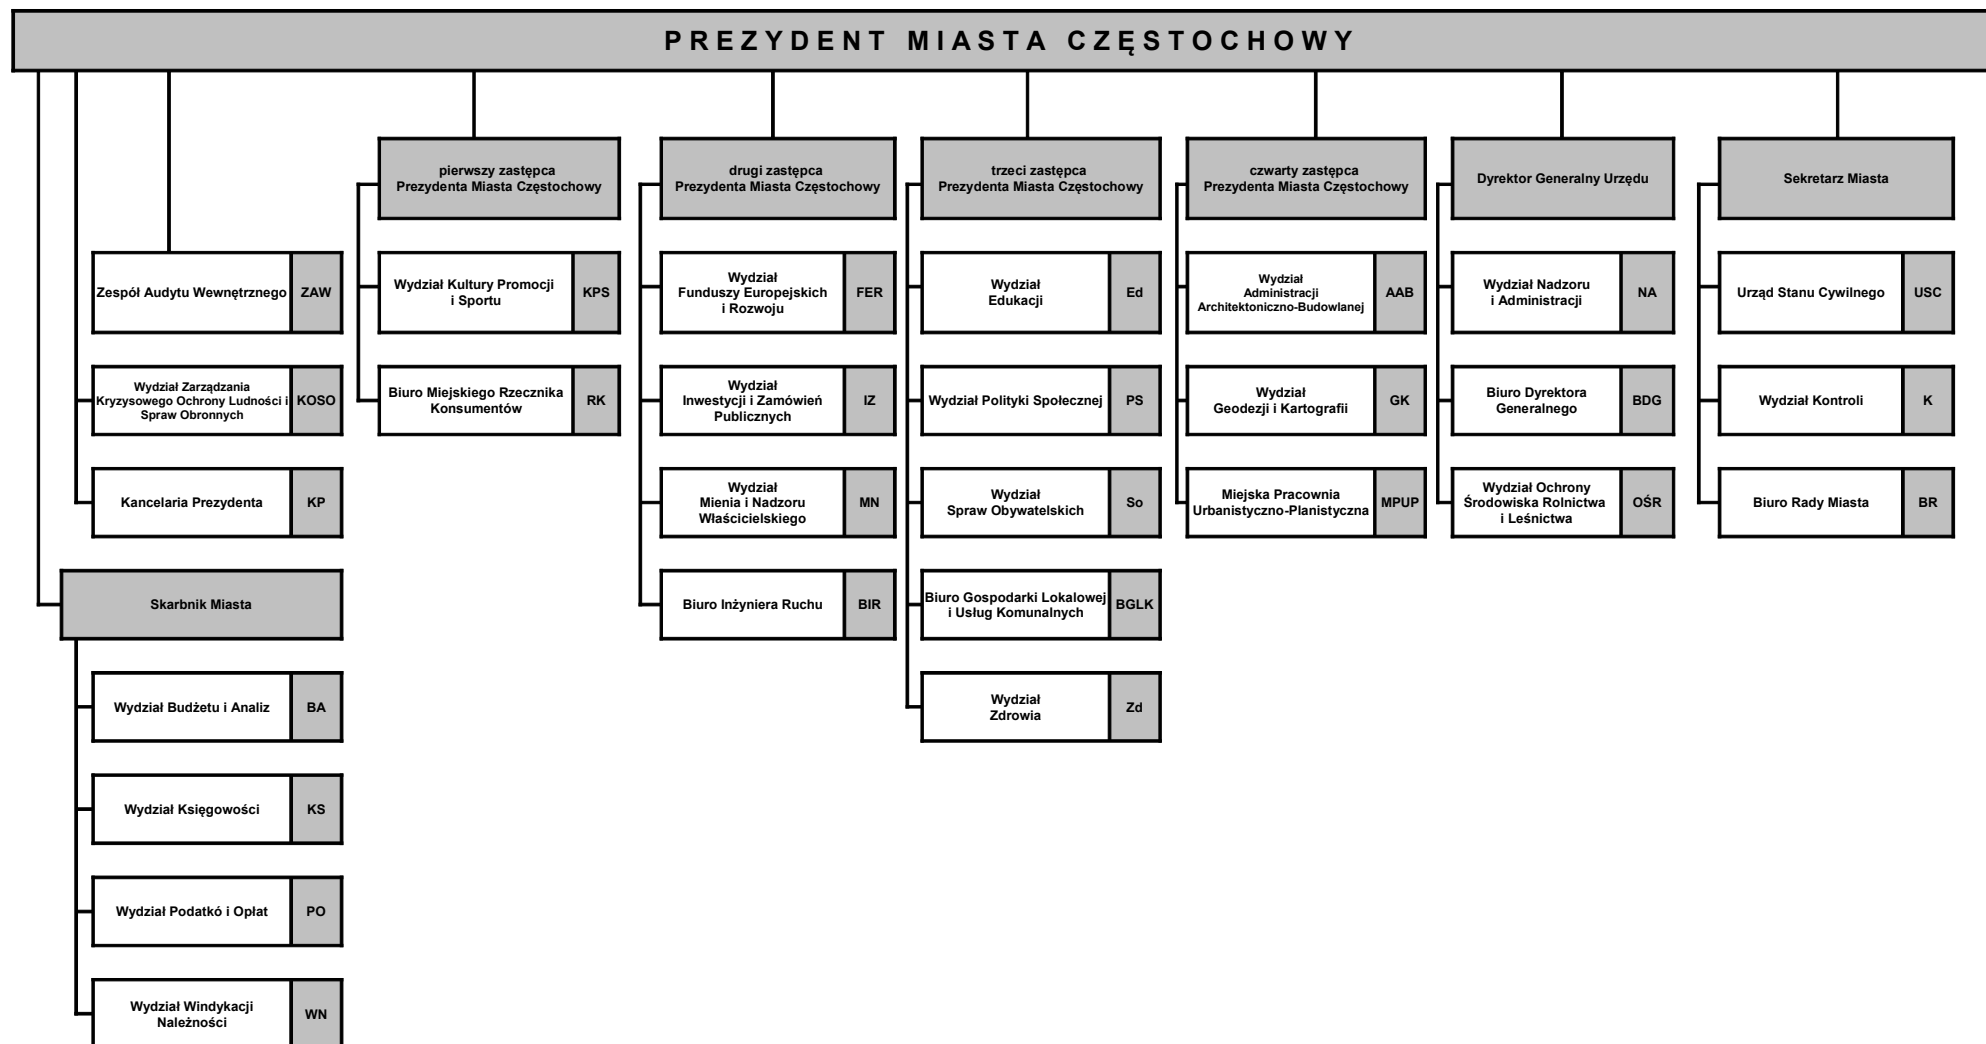 PREZYDENT MIASTA CZĘSTOCHOWY
pierwszy zastępca
Prezydenta Miasta Częstochowy
drugi zastępca
Prezydenta Miasta Częstochowy
trzeci zastępca
Prezydenta Miasta Częstochowy
czwarty zastępca
Prezydenta Miasta Częstochowy
Dyrektor Generalny Urzędu
Sekretarz Miasta
Zespół Audytu Wewnętrznego
ZAW
Wydział Kultury Promocji
i Sportu
KPS
Wydział
Funduszy Europejskich
i Rozwoju
FER
Wydział
Edukacji
Ed
Wydział
Administracji
Architektoniczno-Budowlanej
AAB
Wydział Nadzoru
i Administracji
NA
Urząd Stanu Cywilnego
USC
Wydział Zarządzania
Kryzysowego Ochrony Ludności i
Spraw Obronnych
KOSO
Biuro Miejskiego Rzecznika
Konsumentów
RK
Wydział
Inwestycji i Zamówień
Publicznych
IZ
Wydział Polityki Społecznej
PS
Wydział
Geodezji i Kartografii
GK
Biuro Dyrektora
Generalnego
BDG
Wydział Kontroli
K
Kancelaria Prezydenta
KP
Wydział
Mienia i Nadzoru
Właścicielskiego
MN
Wydział
Spraw Obywatelskich
So
Miejska Pracownia
Urbanistyczno-Planistyczna
MPUP
Wydział Ochrony
Środowiska Rolnictwa
i Leśnictwa
OŚR
Biuro Rady Miasta
BR
Skarbnik Miasta
Biuro Inżyniera Ruchu
BIR
Biuro Gospodarki Lokalowej
i Usług Komunalnych
BGLK
Wydział Budżetu i Analiz
BA
Wydział
Zdrowia
Zd
Wydział Księgowości
KS
Wydział Podatkó i Opłat
PO
Wydział Windykacji
Należności
WN